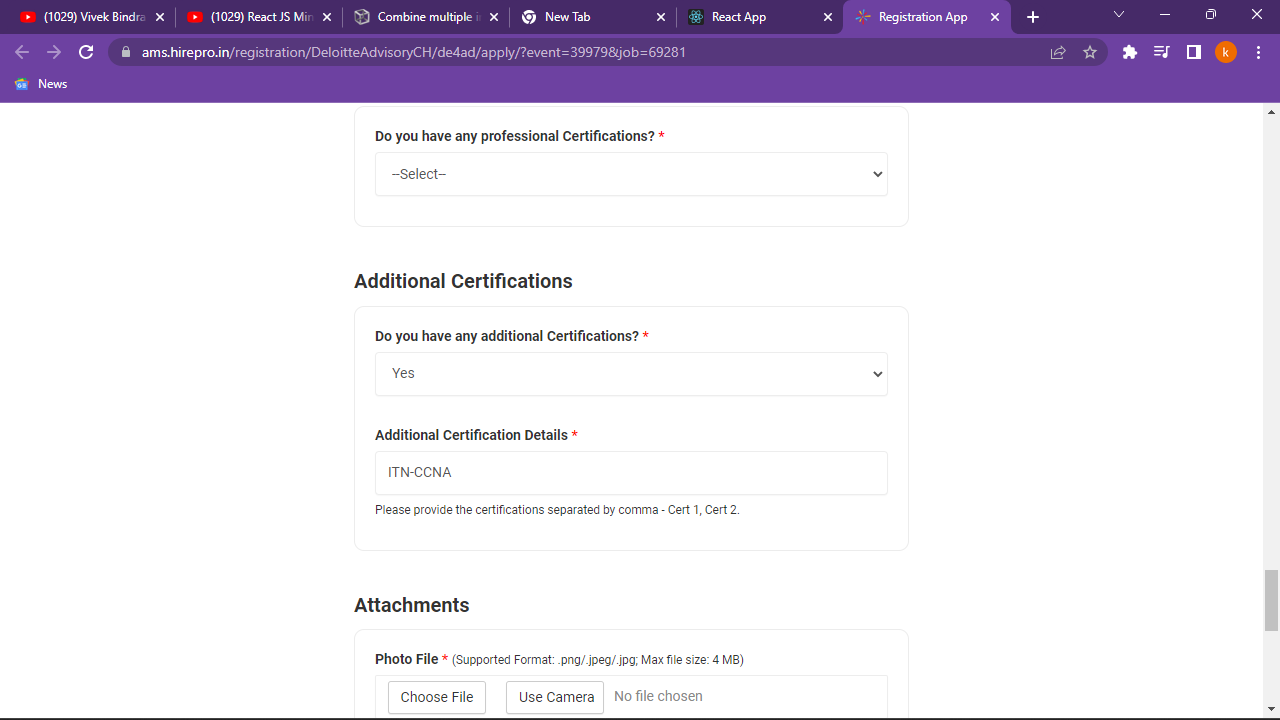 (1029) Vivek Bindra
(1029) React JS Min
Combine multiple i
New Tab
React App
Registration App
ams.hirepro.in/registration/DeloitteAdvisoryCH/de4ad/apply/?event=39979&job=69281
k
News
Do you have any professional Certifications? *
--Select--
Additional Certifications
Do you have any additional Certifications? *
Yes
Additional Certification Details *
ITN-CCNA
Please provide the certifications separated by comma - Cert 1, Cert 2.
Attachments
Photo File * (Supported Format: .png/.jpeg/.jpg; Max file size: 4 MB)
Choose File Use Camera No file chosen